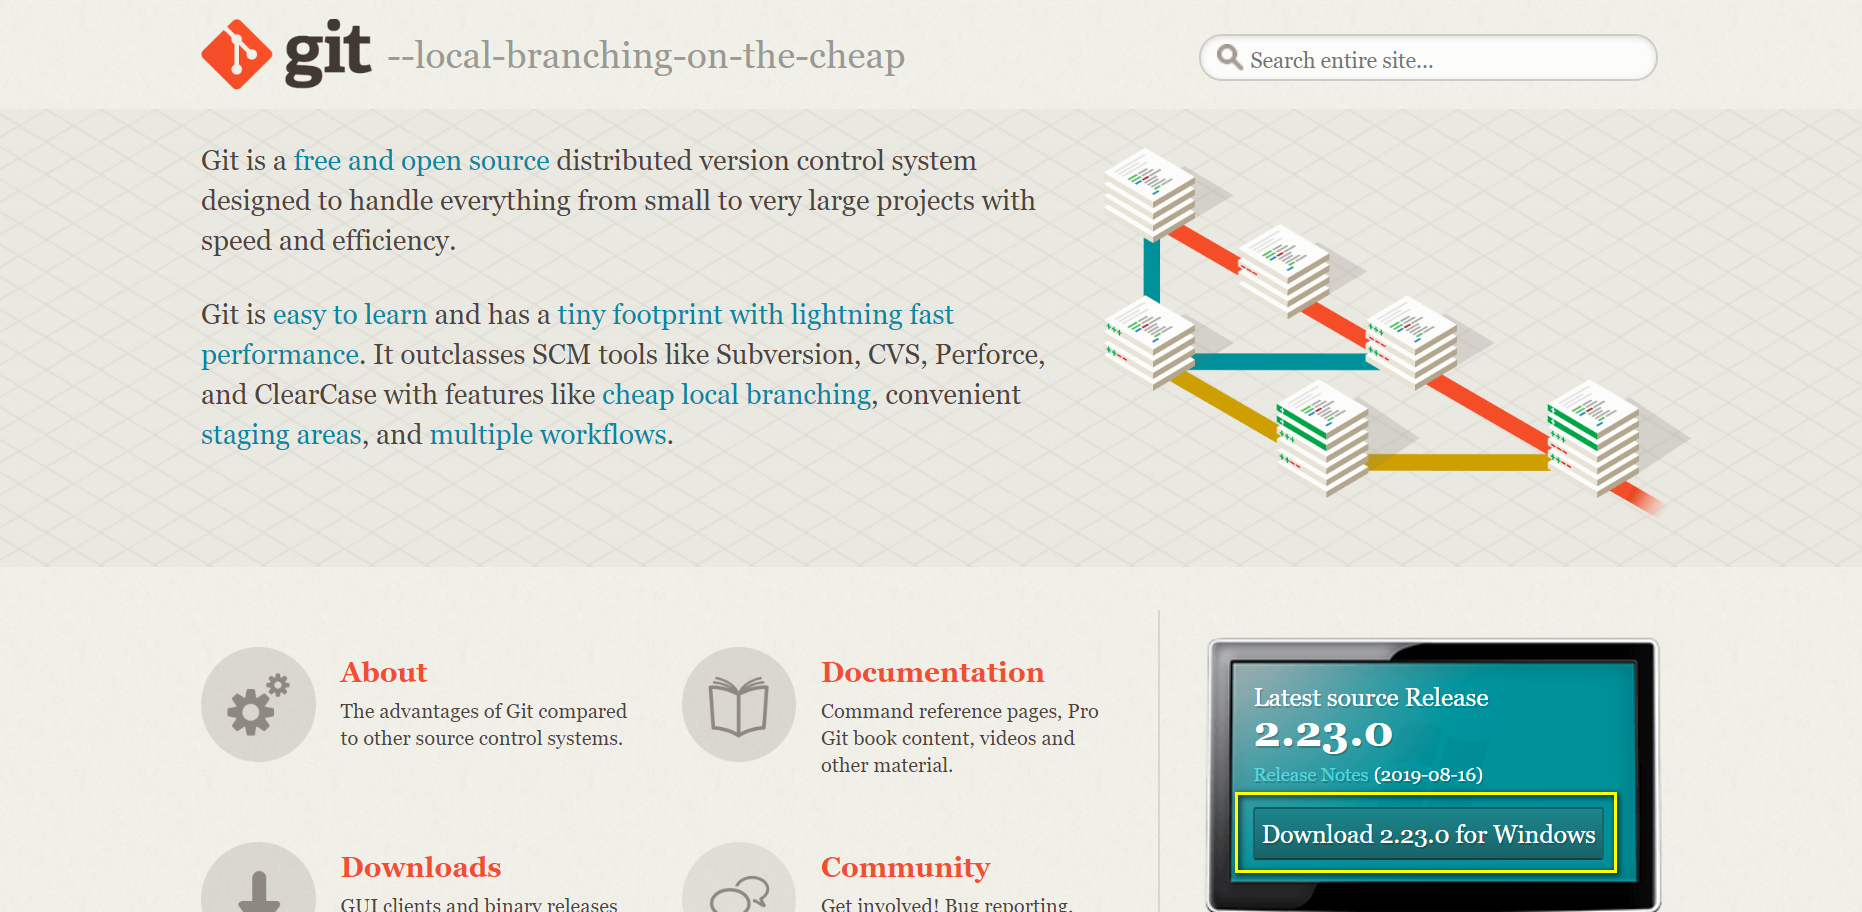 git --local-branching-on-the-cheap
Search entire site...
Git is a free and open source distributed version control system
designed to handle everything from small to very large projects with
speed and efficiency.
Git is easy to learn and has a tiny footprint with lightning fast
performance. It outclasses SCM tools like Subversion, CVS, Perforce,
and ClearCase with features like cheap local branching, convenient
staging areas, and multiple workflows.
About
The advantages of Git compared
to other source control systems.
Documentation
Command reference pages, Pro
Git book content, videos and
other material.
Downloads
GUI clients and binary releases
Community
Get involved! Bug reporting,
Latest source Release
2.23.0
Release Notes (2019-08-16)
Download 2.23.0 for Windows